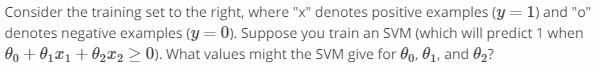 Consider the training set to the right, where "x" denotes positive examples (y = 1) and "o"
denotes negative examples (y = 0). Suppose you train an SVM (which will predict 1 when
θ₀ + θ₁x₁ + θ₂x₂ ≥ 0). What values might the SVM give for θ₀, θ₁, and θ₂?